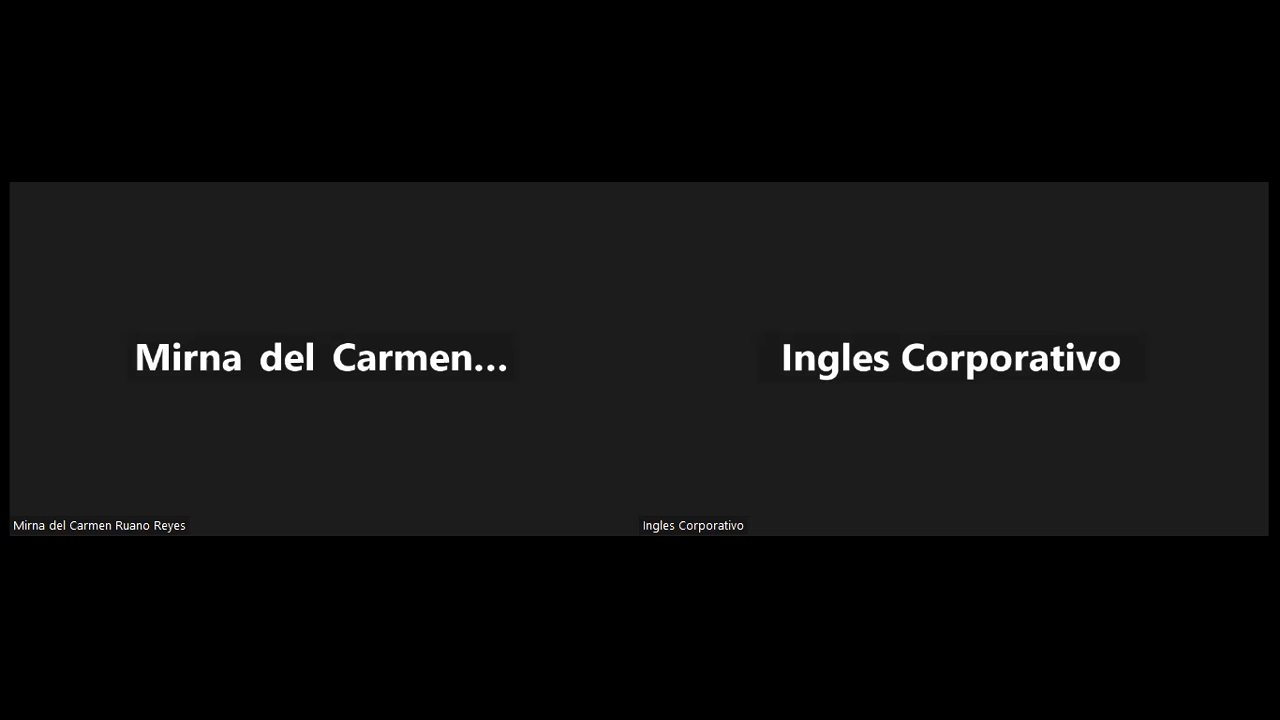 Mirna del Carmen...
Ingles Corporativo
Mirna del Carmen Ruano Reyes
Ingles Corporativo